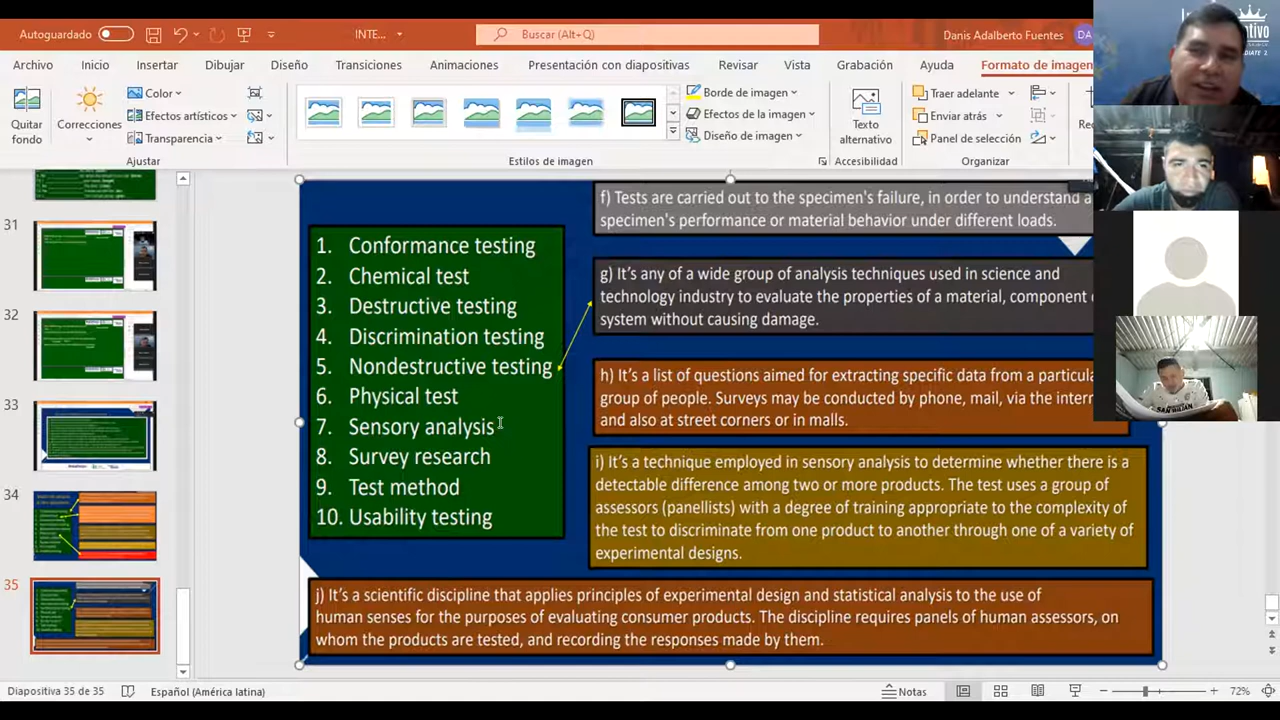 Autoguardado
INTE...
Buscar (Alt+Q)
Danis Adalberto Fuentes
DA
Archivo
Inicio
Insertar
Dibujar
Diseño
Transiciones
Animaciones
Presentación con diapositivas
Revisar
Vista
Grabación
Ayuda
Formato de imagen
Quitar fondo
Correcciones
Color
Efectos artísticos
Transparencia
Ajustar
Estilos de imagen
Borde de imagen
Efectos de la imagen
Diseño de imagen
Texto alternativo
Accesibilidad
Traer adelante
Enviar atrás
Panel de selección
Organizar
31
32
33
34
35
1. Conformance testing
2. Chemical test
3. Destructive testing
4. Discrimination testing
5. Nondestructive testing
6. Physical test
7. Sensory analysis
8. Survey research
9. Test method
10. Usability testing
f) Tests are carried out to the specimen's failure, in order to understand a
specimen's performance or material behavior under different loads.
g) It's any of a wide group of analysis techniques used in science and
technology industry to evaluate the properties of a material, component
system without causing damage.
h) It's a list of questions aimed for extracting specific data from a
group of people. Surveys may be conducted by phone, mail, via the
and also at street corners or in malls.
i) It's a technique employed in sensory analysis to determine whether there is a
detectable difference among two or more products. The test uses a group of
assessors (panellists) with a degree of training appropriate to the complexity of
the test to discriminate from one product to another through one of a variety of
experimental designs.
j) It's a scientific discipline that applies principles of experimental design and statistical analysis to the use of
human senses for the purposes of evaluating consumer products. The discipline requires panels of human assessors, on
whom the products are tested, and recording the responses made by them.
Diapositiva 35 de 35
Español (América latina)
Notas
72%